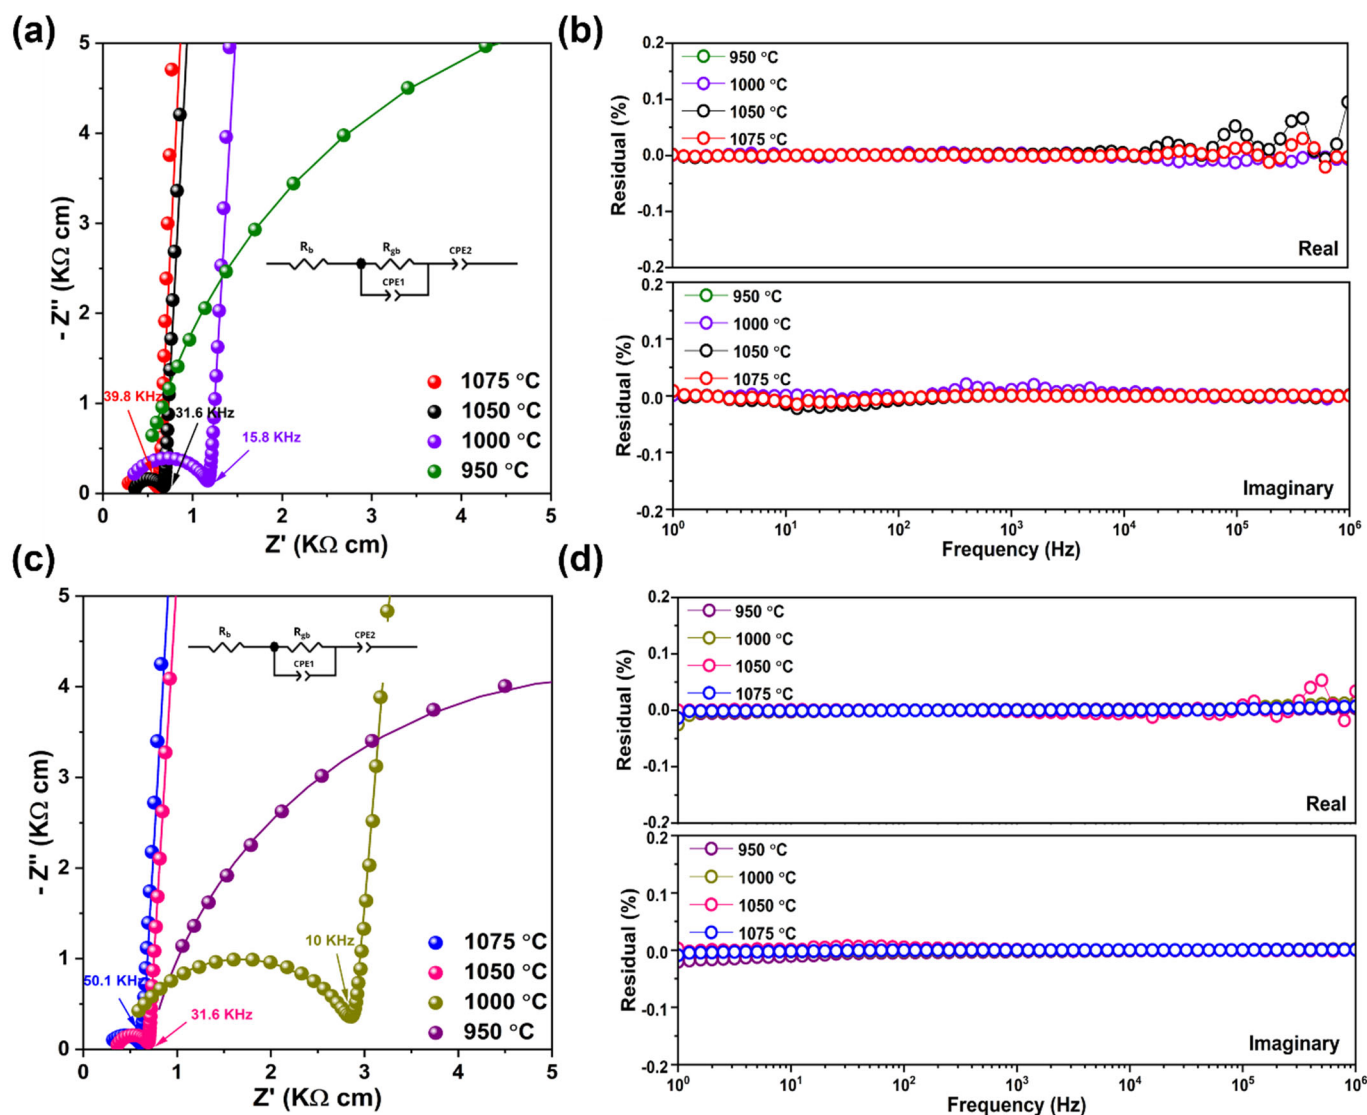 (a)
5
4
3
2
1
0
- Z'' (KΩ cm)
0
1
2
3
4
5
Z' (KΩ cm)
R_b
R_gb
CPE1
CPE2
39.8 KHz
31.6 KHz
15.8 KHz
1075 °C
1050 °C
1000 °C
950 °C
(b)
0.2
0.1
0.0
-0.1
-0.2
Residual (%)
950 °C
1000 °C
1050 °C
1075 °C
Real
0.2
0.1
0.0
-0.1
-0.2
Residual (%)
950 °C
1000 °C
1050 °C
1075 °C
Imaginary
10^0
10^1
10^2
10^3
10^4
10^5
10^6
Frequency (Hz)
(c)
5
4
3
2
1
0
- Z'' (KΩ cm)
0
1
2
3
4
5
Z' (KΩ cm)
R_b
R_gb
CPE1
CPE2
10 KHz
50.1 KHz
31.6 KHz
1075 °C
1050 °C
1000 °C
950 °C
(d)
0.2
0.1
0.0
-0.1
-0.2
Residual (%)
950 °C
1000 °C
1050 °C
1075 °C
Real
0.2
0.1
0.0
-0.1
-0.2
Residual (%)
950 °C
1000 °C
1050 °C
1075 °C
Imaginary
10^0
10^1
10^2
10^3
10^4
10^5
10^6
Frequency (Hz)